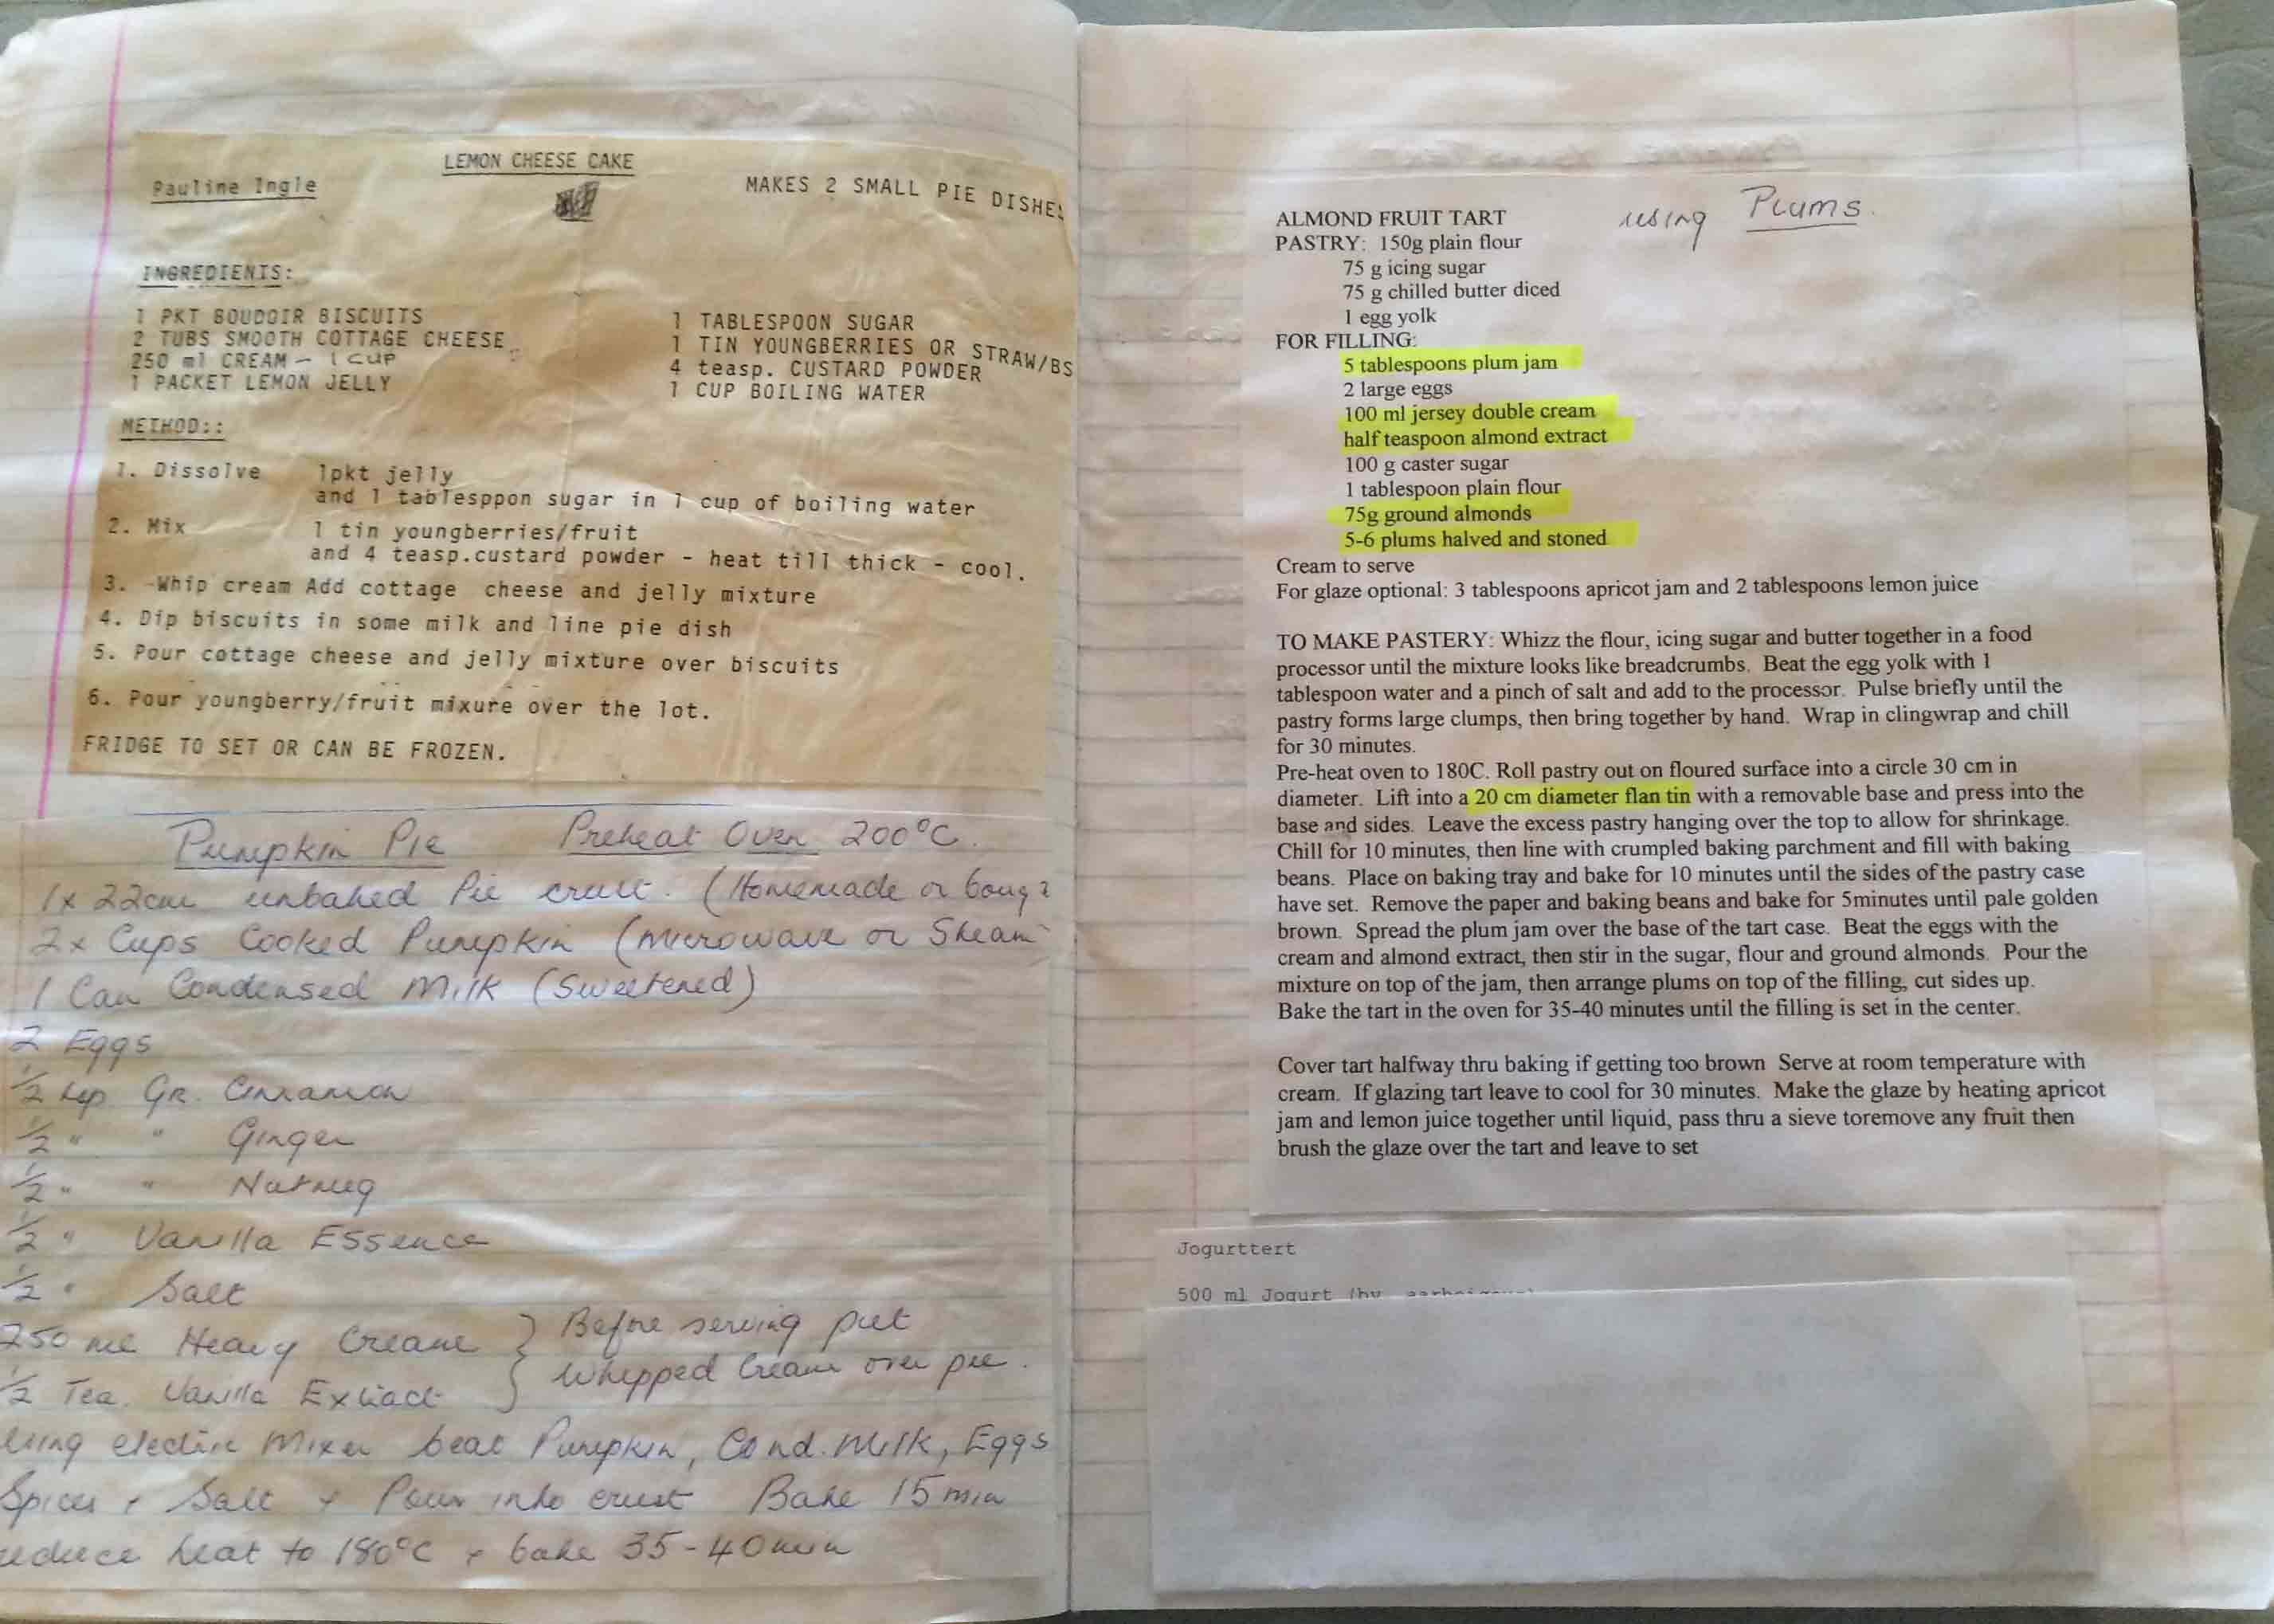 LEMON CHEESE CAKE
Pauline Ingle
MAKES 2 SMALL PIE DISHES
INGREDIENTS:
1 PKT BOUDOIR BISCUITS
2 TUBS SMOOTH COTTAGE CHEESE
250 ml CREAM - 1 CUP
1 PACKET LEMON JELLY
1 TABLESPOON SUGAR
1 TIN YOUNGBERRIES OR STRAW/BS
4 teasp. CUSTARD POWDER
1 CUP BOILING WATER
METHOD::
1. Dissolve 1pkt jelly
and 1 tablesppon sugar in 1 cup of boiling water
2. Mix 1 tin youngberries/fruit
and 4 teasp.custard powder - heat till thick - cool.
3. -Whip cream Add cottage cheese and jelly mixture
4. Dip biscuits in some milk and line pie dish
5. Pour cottage cheese and jelly mixture over biscuits
6. Pour youngberry/fruit mixure over the lot.
FRIDGE TO SET OR CAN BE FROZEN.
Pumpkin Pie Preheat Oven 200°C.
1x 22cm unbaked Pie crust. (Homemade or
2x Cups Cooked Pumpkin (Microwave or Steam
1 Can Condensed Milk (Sweetened)
2 Eggs
1/2 tsp Gr. Cinnamon
1/2 " " Ginger
1/2 " " Nutmeg
1/2 " Vanilla Essence
1/2 " Salt
250 ml Heavy Cream } Before serving put
1/2 Tea. Vanilla Extract } Whipped Cream over pie.
Using electric Mixer beat Pumpkin, Cond. Milk, Eggs
Spices + Salt + Pour into crust Bake 15 min
reduce heat to 180°C + bake 35-40min
using Plums.
ALMOND FRUIT TART
PASTRY: 150g plain flour
75 g icing sugar
75 g chilled butter diced
1 egg yolk
FOR FILLING:
5 tablespoons plum jam
2 large eggs
100 ml jersey double cream
half teaspoon almond extract
100 g caster sugar
1 tablespoon plain flour
75g ground almonds
5-6 plums halved and stoned
Cream to serve
For glaze optional: 3 tablespoons apricot jam and 2 tablespoons lemon juice
TO MAKE PASTERY: Whizz the flour, icing sugar and butter together in a food
processor until the mixture looks like breadcrumbs. Beat the egg yolk with 1
tablespoon water and a pinch of salt and add to the processor. Pulse briefly until the
pastry forms large clumps, then bring together by hand. Wrap in clingwrap and chill
for 30 minutes.
Pre-heat oven to 180C. Roll pastry out on floured surface into a circle 30 cm in
diameter. Lift into a 20 cm diameter flan tin with a removable base and press into the
base and sides. Leave the excess pastry hanging over the top to allow for shrinkage.
Chill for 10 minutes, then line with crumpled baking parchment and fill with baking
beans. Place on baking tray and bake for 10 minutes until the sides of the pastry case
have set. Remove the paper and baking beans and bake for 5minutes until pale golden
brown. Spread the plum jam over the base of the tart case. Beat the eggs with the
cream and almond extract, then stir in the sugar, flour and ground almonds. Pour the
mixture on top of the jam, then arrange plums on top of the filling, cut sides up.
Bake the tart in the oven for 35-40 minutes until the filling is set in the center.
Cover tart halfway thru baking if getting too brown Serve at room temperature with
cream. If glazing tart leave to cool for 30 minutes. Make the glaze by heating apricot
jam and lemon juice together until liquid, pass thru a sieve toremove any fruit then
brush the glaze over the tart and leave to set
Jogurttert
500 ml Jogurt